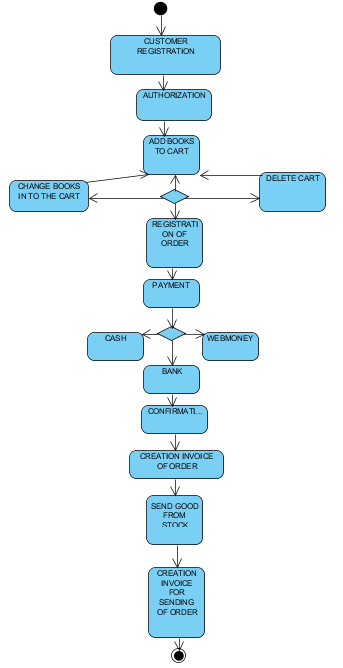 CUSTOMER
REGISTRATION
AUTHORIZATION
ADD BOOKS
TO CART
CHANGE BOOKS
IN TO THE CART
DELETE CART
REGISTRATI
ON OF
ORDER
PAYMENT
CASH
WEBMONEY
BANK
CONFIRMATI...
CREATION INVOICE
OF ORDER
SEND GOOD
FROM
STOCK
CREATION
INVOICE
FOR
SENDING
OF ORDER